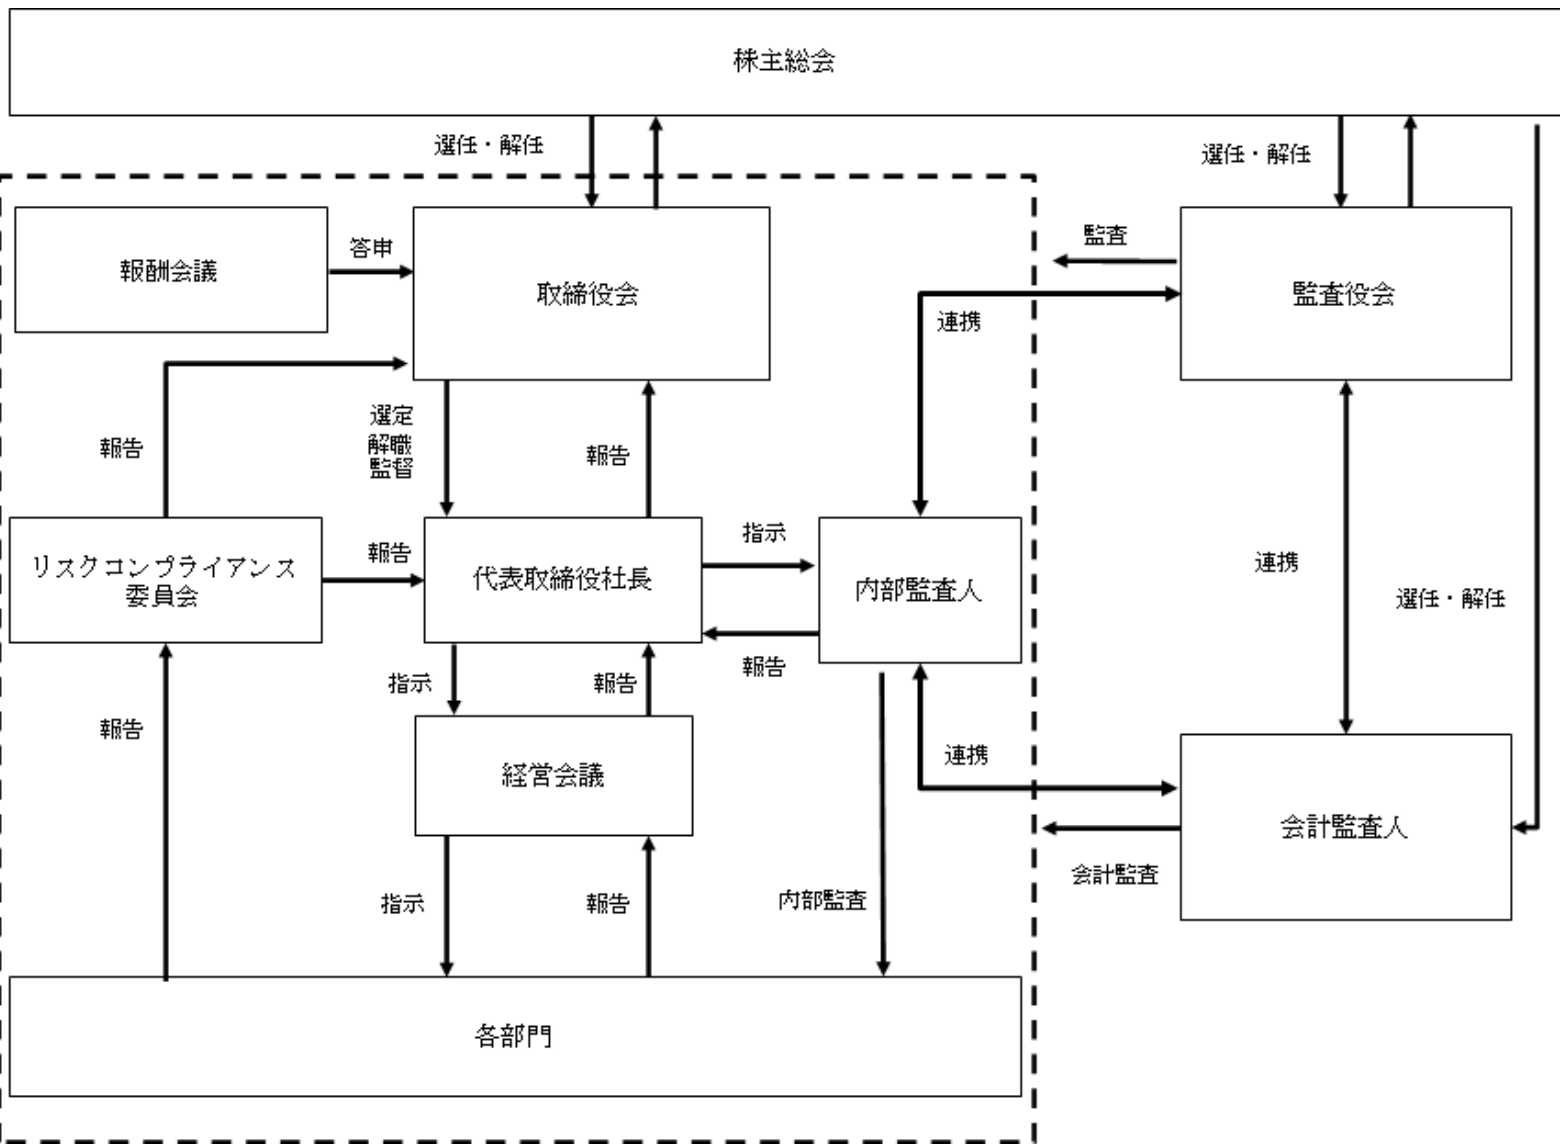 株主総会
選任・解任
選任・解任
報酬会議
答申
取締役会
監査
監査役会
連携
選定
解職
監督
報告
報告
リスクコンプライアンス
委員会
報告
代表取締役社長
指示
内部監査人
報告
連携
選任・解任
指示
報告
報告
経営会議
連携
会計監査人
会計監査
指示
報告
内部監査
各部門